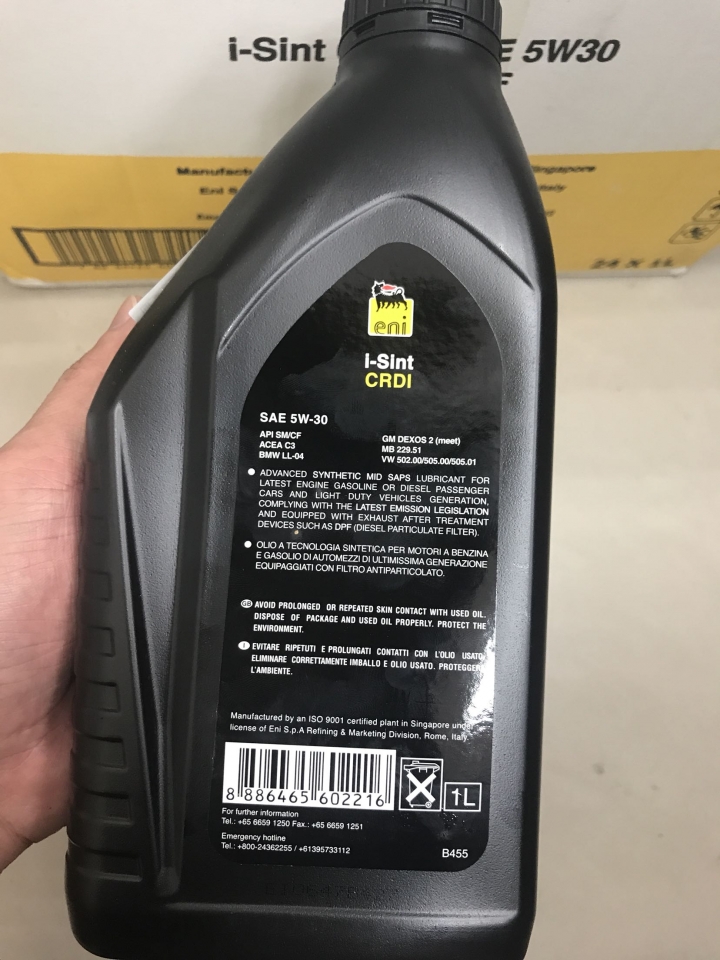 i-Sint E 5W30
F
Singapore
Eni S Italy
24 X 1L
eni
i-Sint
CRDI
SAE 5W-30
API SM/CF
ACEA C3
BMW LL-04
GM DEXOS 2 (meet)
MB 229.51
VW 502.00/505.00/505.01
● ADVANCED SYNTHETIC MID SAPS LUBRICANT FOR
LATEST ENGINE GASOLINE OR DIESEL PASSENGER
CARS AND LIGHT DUTY VEHICLES GENERATION,
COMPLYING WITH THE LATEST EMISSION LEGISLATION
AND EQUIPPED WITH EXHAUST AFTER TREATMENT
DEVICES SUCH AS DPF (DIESEL PARTICULATE FILTER).
● OLIO A TECNOLOGIA SINTETICA PER MOTORI A BENZINA
E GASOLIO DI AUTOMEZZI DI ULTIMISSIMA GENERAZIONE
EQUIPAGGIATI CON FILTRO ANTIPARTICOLATO.
GB AVOID PROLONGED OR REPEATED SKIN CONTACT WITH USED OIL.
DISPOSE OF PACKAGE AND USED OIL PROPERLY. PROTECT THE
ENVIRONMENT.
I EVITARE RIPETUTI E PROLUNGATI CONTATTI CON L'OLIO USATO
ELIMINARE CORRETTAMENTE IMBALLO E OLIO USATO. PROTEGGER
L'AMBIENTE.
Manufactured by an ISO 9001 certified plant in Singapore under
license of Eni S.p.A Refining & Marketing Division, Rome, Italy.
8 886465 602216
1L
For further information
Tel.: +65 6659 1250 Fax.: +65 6659 1251
Emergency hotline
Tel.: +800-24362255 / +61395733112
B455